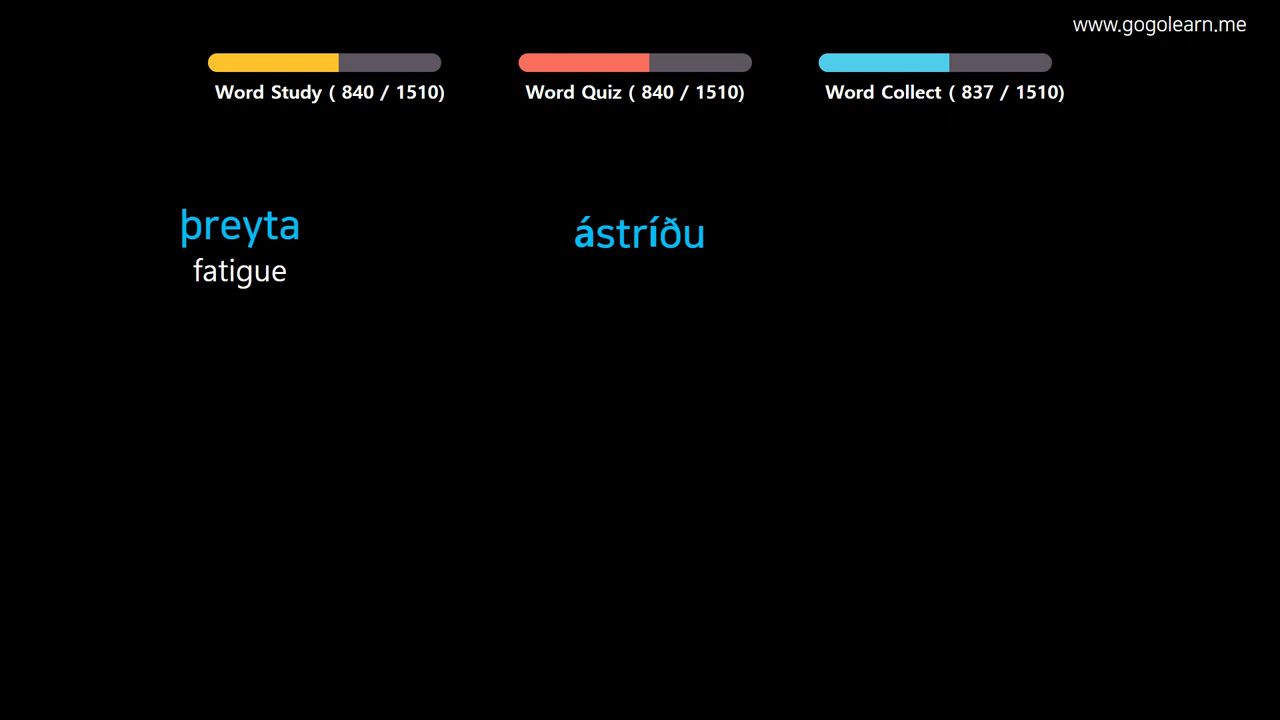 www.gogolearn.me
Word Study ( 840 / 1510)
Word Quiz ( 840 / 1510)
Word Collect ( 837 / 1510)
þreyta
fatigue
ástríðu